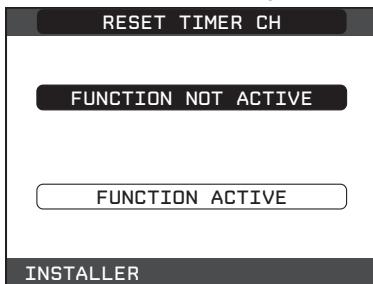 RESET TIMER CH
FUNCTION NOT ACTIVE
FUNCTION ACTIVE
INSTALLER